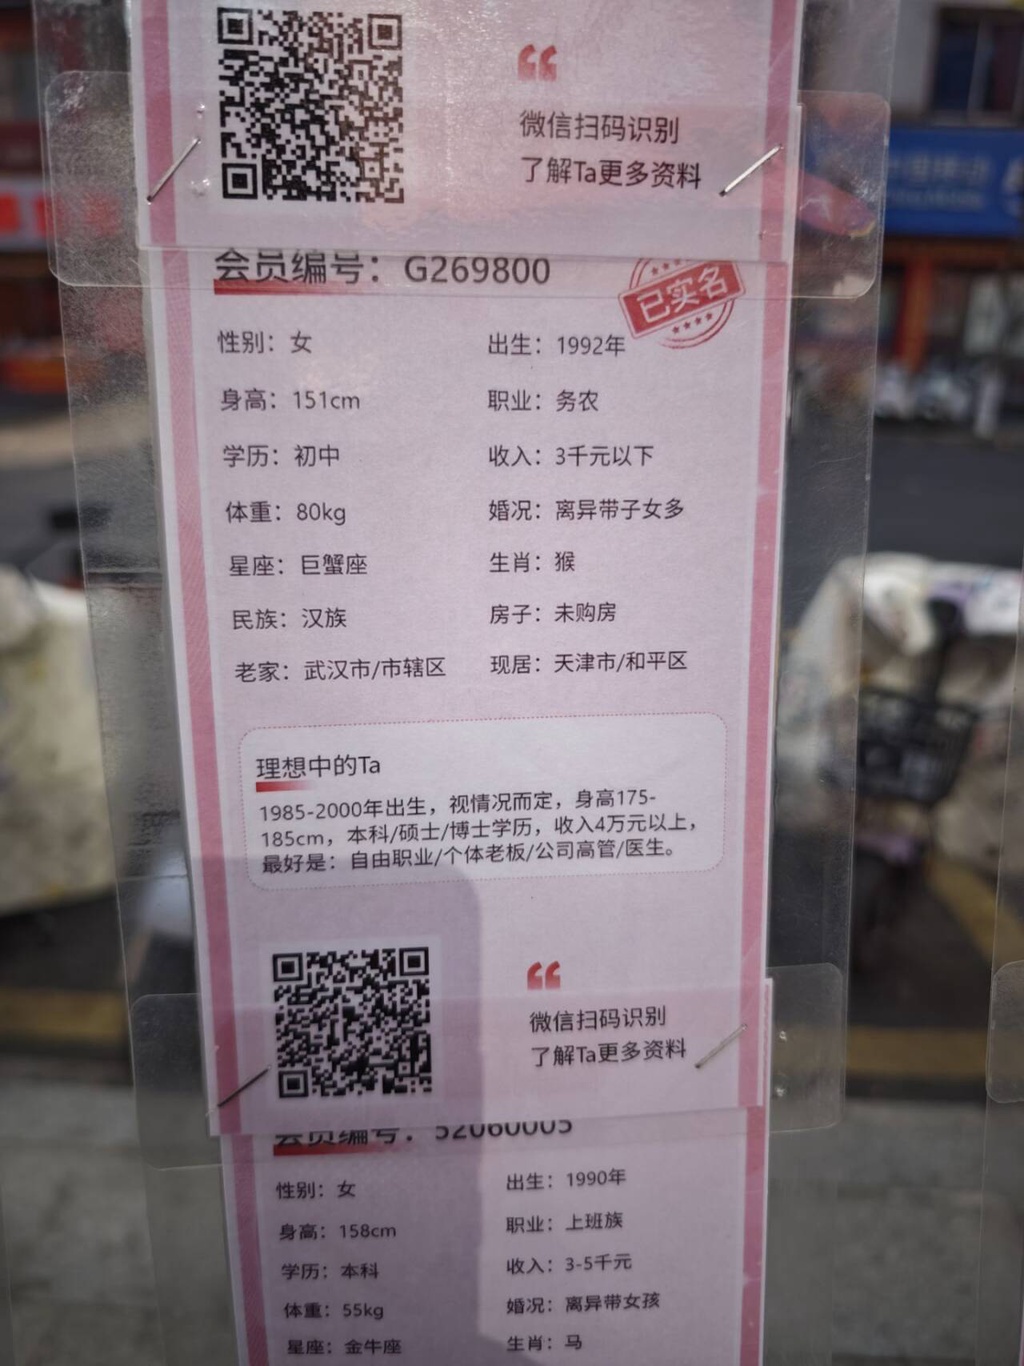 微信扫码识别
了解Ta更多资料
会员编号：G269800
已实名
性别：女 出生：1992年
身高：151cm 职业：务农
学历：初中 收入：3千元以下
体重：80kg 婚况：离异带子女多
星座：巨蟹座 生肖：猴
民族：汉族 房子：未购房
老家：武汉市/市辖区 现居：天津市/和平区
理想中的Ta
1985-2000年出生，视情况而定，身高175-
185cm，本科/硕士/博士学历，收入4万元以上，
最好是：自由职业/个体老板/公司高管/医生。
微信扫码识别
了解Ta更多资料
会员编号：52060005
性别：女 出生：1990年
身高：158cm 职业：上班族
学历：本科 收入：3-5千元
体重：55kg 婚况：离异带女孩
星座：金牛座 生肖：马